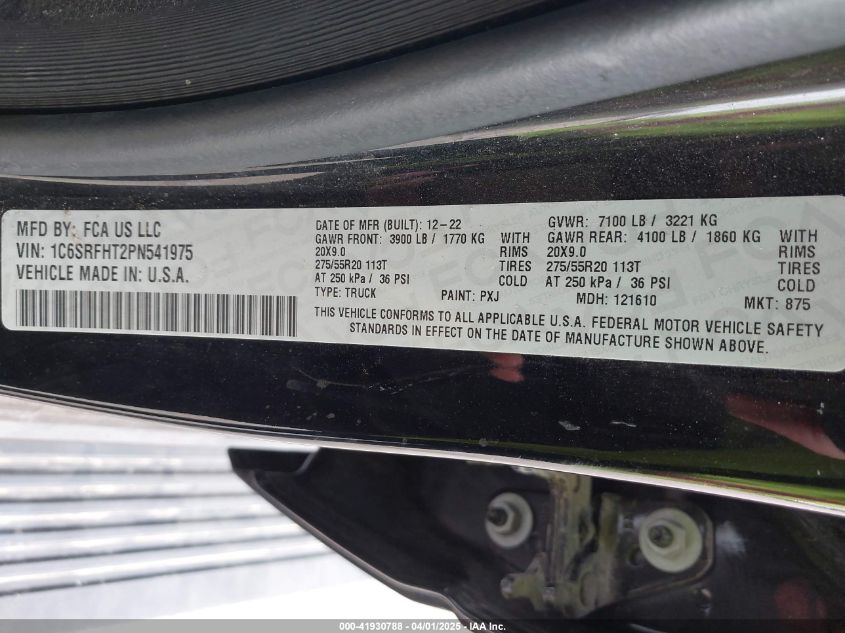 MFD BY: FCA US LLC
VIN: 1C6SRFHT2PN541975
VEHICLE MADE IN: U.S.A.
DATE OF MFR (BUILT): 12-22
GAWR FRONT: 3900 LB / 1770 KG WITH
20X9.0 RIMS
275/55R20 113T TIRES
AT 250 kPa / 36 PSI COLD
TYPE: TRUCK PAINT: PXJ
GVWR: 7100 LB / 3221 KG
GAWR REAR: 4100 LB / 1860 KG WITH
20X9.0 RIMS
275/55R20 113T TIRES
AT 250 kPa / 36 PSI COLD
MDH: 121610 MKT: 875
THIS VEHICLE CONFORMS TO ALL APPLICABLE U.S.A. FEDERAL MOTOR VEHICLE SAFETY
STANDARDS IN EFFECT ON THE DATE OF MANUFACTURE SHOWN ABOVE.
000-41930788 - 04/01/2025 - IAA, Inc.